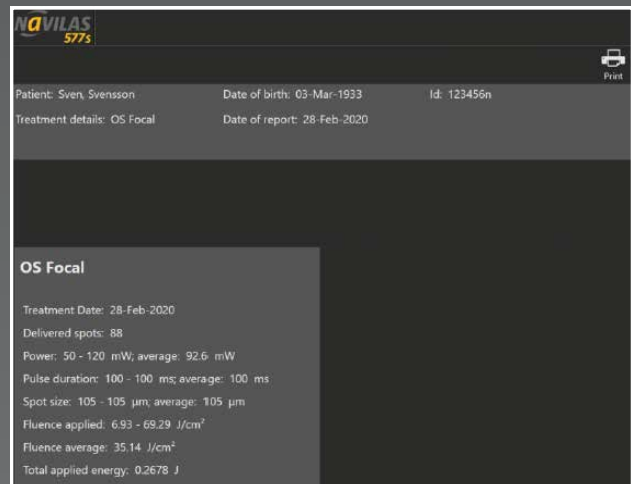 NAVILAS
577s
Print
Patient: Sven, Svensson Date of birth: 03-Mar-1933 Id: 123456n
Treatment details: OS Focal Date of report: 28-Feb-2020
OS Focal
Treatment Date: 28-Feb-2020
Delivered spots: 88
Power: 50 - 120 mW; average: 92.6 mW
Pulse duration: 100 - 100 ms; average: 100 ms
Spot size: 105 - 105 µm; average: 105 µm
Fluence applied: 6.93 - 69.29 J/cm²
Fluence average: 35.14 J/cm²
Total applied energy: 0.2678 J